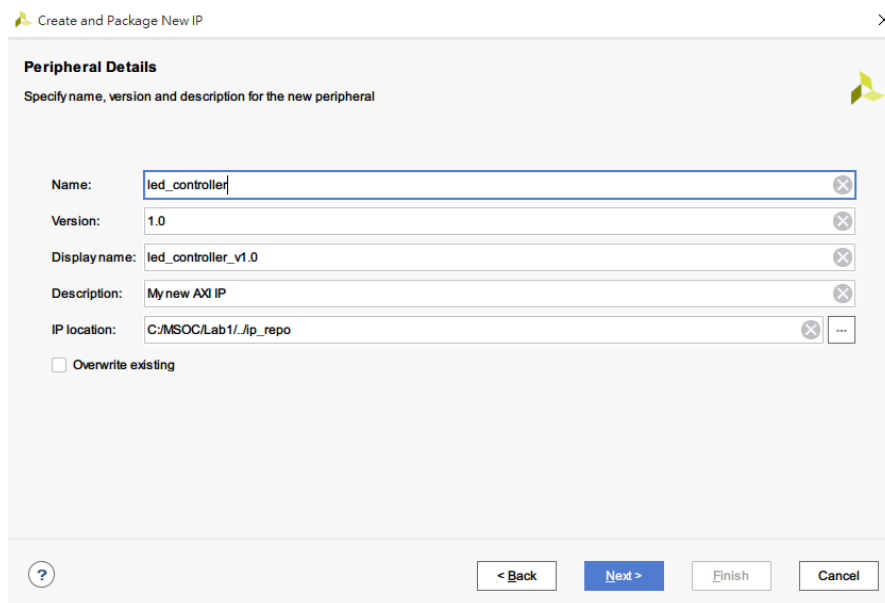 Create and Package New IP
Peripheral Details
Specify name, version and description for the new peripheral
Name: led_controller
Version: 1.0
Display name: led_controller_v1.0
Description: My new AXI IP
IP location: C:/MSOC/Lab1/../ip_repo ...
Overwrite existing
? < Back Next > Finish Cancel